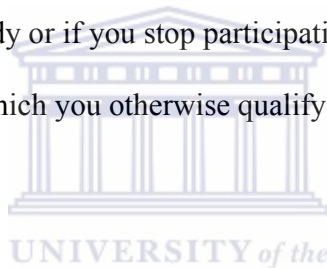 dy or if you stop participati
hich you otherwise qualify
UNIVERSITY of the